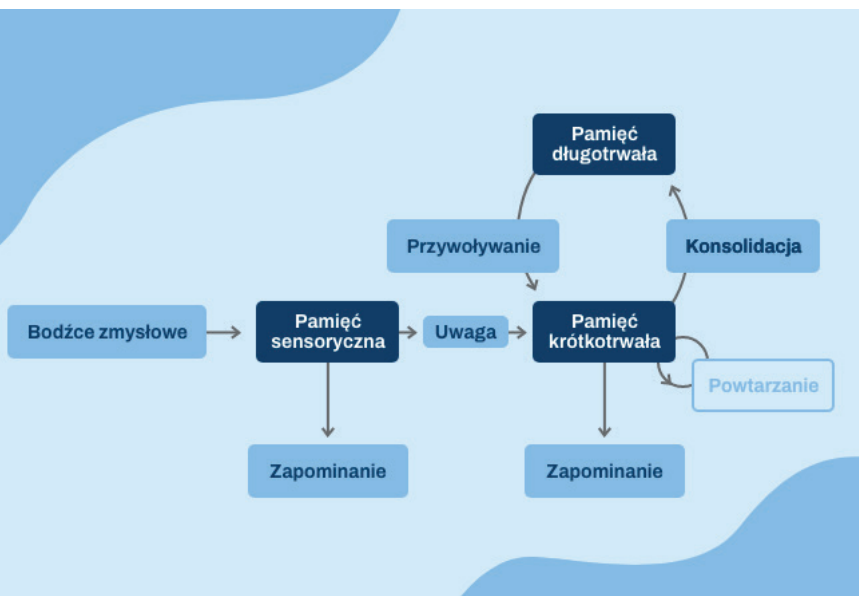 Pamięć
długotrwała
Przywoływanie
Konsolidacja
Bodźce zmysłowe
Pamięć
sensoryczna
Uwaga
Pamięć
krótkotrwała
Powtarzanie
Zapominanie
Zapominanie